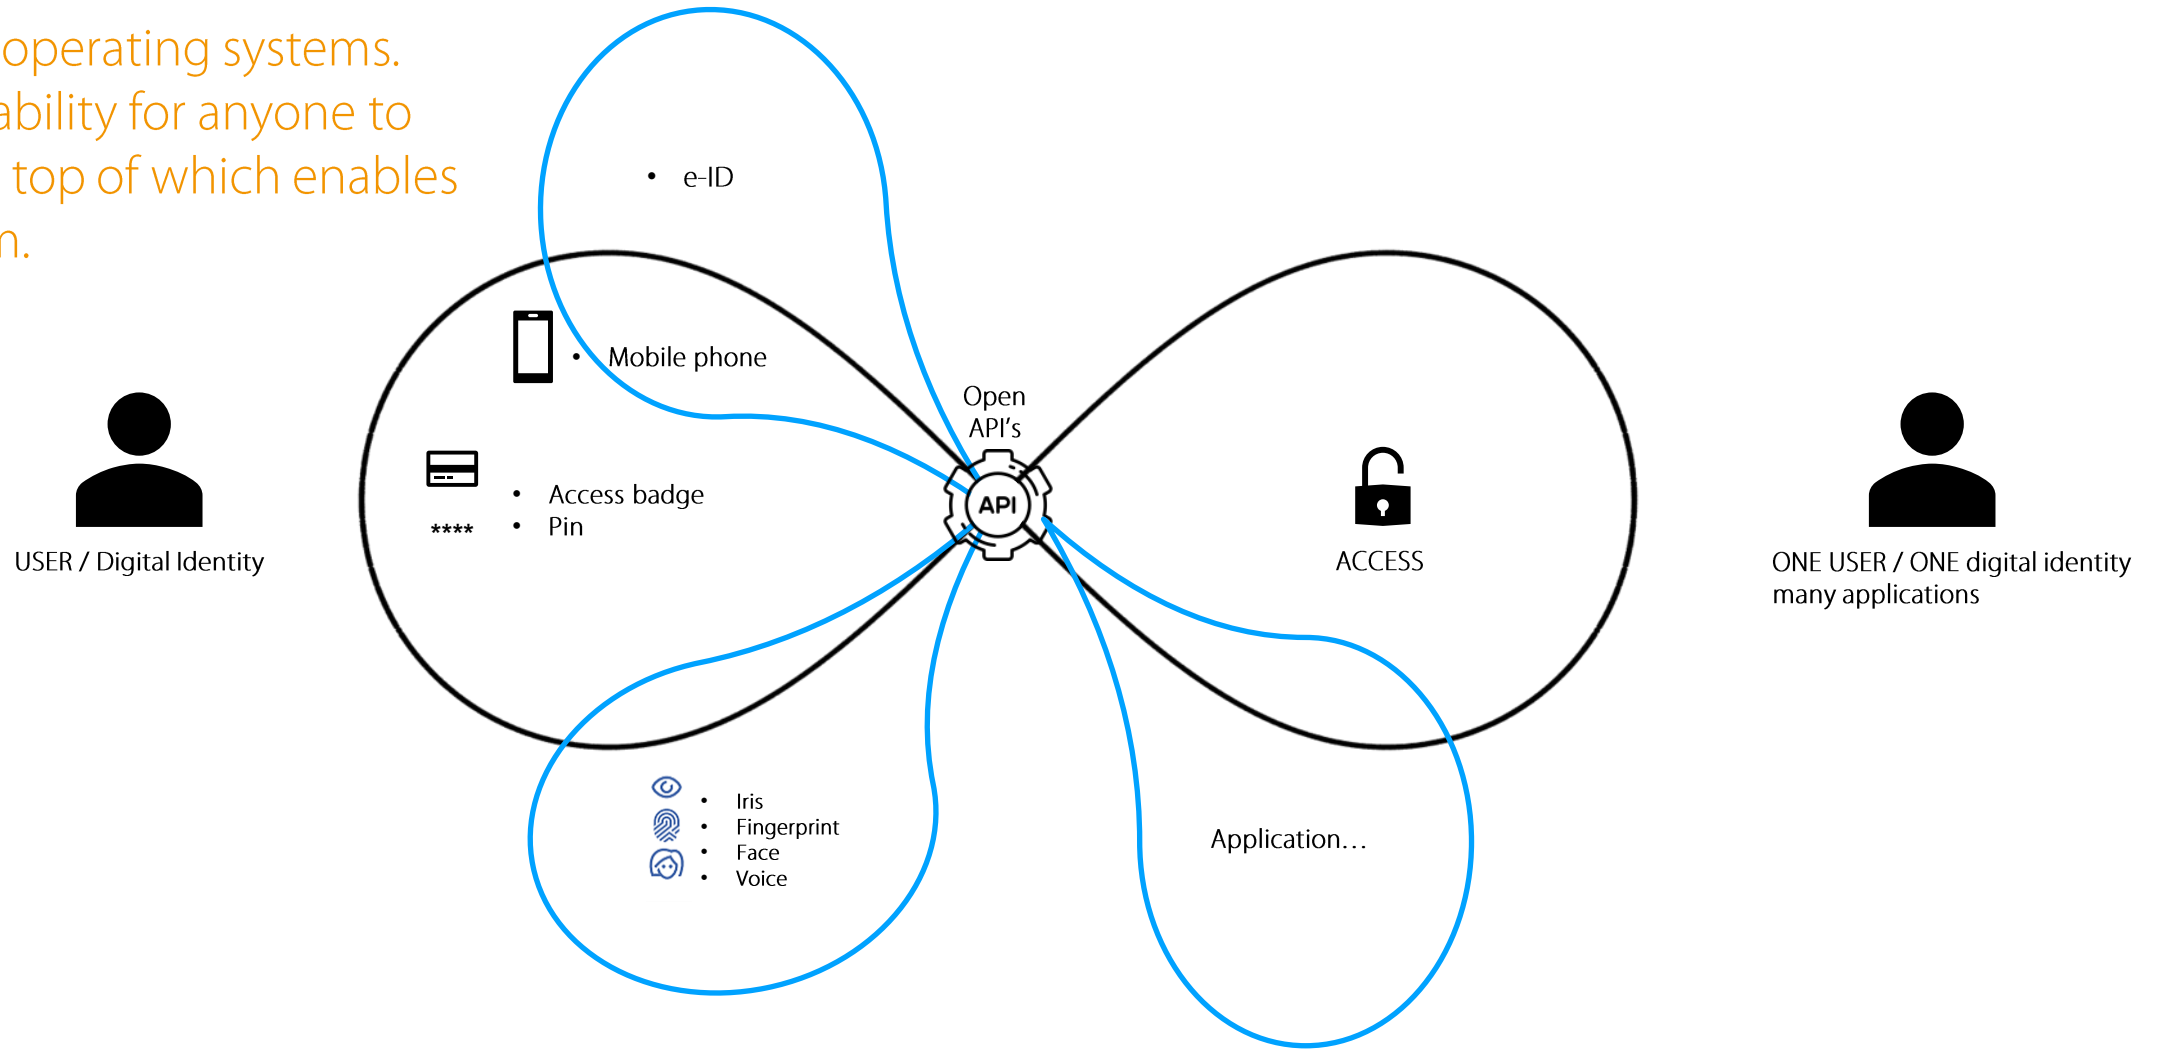 operating systems.
ability for anyone to
top of which enables
n.
• e-ID
• Mobile phone
Open
API's
API
• Access badge
**** • Pin
USER / Digital Identity
ACCESS
ONE USER / ONE digital identity
many applications
• Iris
• Fingerprint
• Face
• Voice
Application...